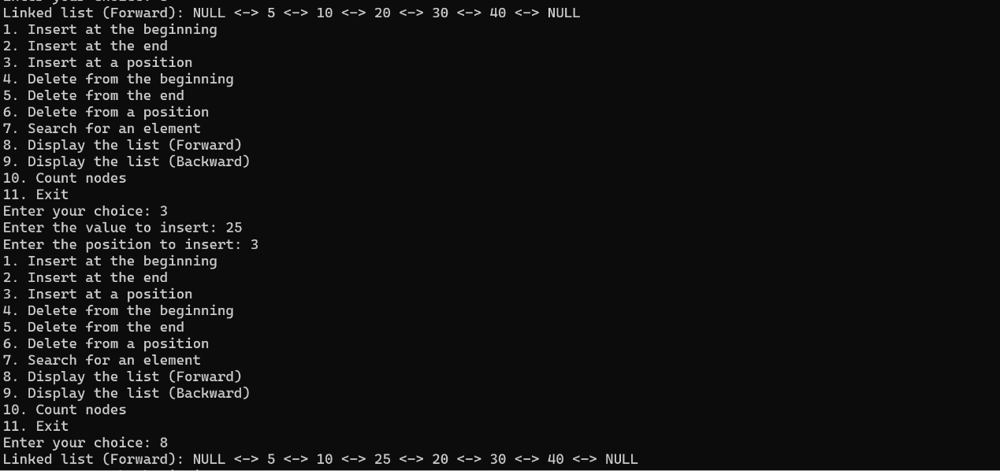 Linked list (Forward): NULL <-> 5 <-> 10 <-> 20 <-> 30 <-> 40 <-> NULL
1. Insert at the beginning
2. Insert at the end
3. Insert at a position
4. Delete from the beginning
5. Delete from the end
6. Delete from a position
7. Search for an element
8. Display the list (Forward)
9. Display the list (Backward)
10. Count nodes
11. Exit
Enter your choice: 3
Enter the value to insert: 25
Enter the position to insert: 3
1. Insert at the beginning
2. Insert at the end
3. Insert at a position
4. Delete from the beginning
5. Delete from the end
6. Delete from a position
7. Search for an element
8. Display the list (Forward)
9. Display the list (Backward)
10. Count nodes
11. Exit
Enter your choice: 8
Linked list (Forward): NULL <-> 5 <-> 10 <-> 25 <-> 20 <-> 30 <-> 40 <-> NULL